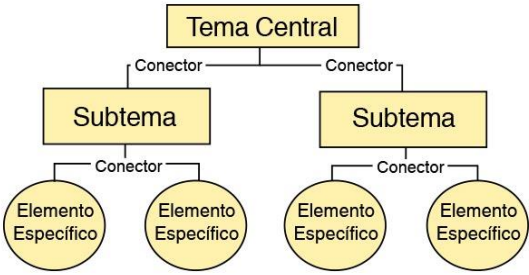 Tema Central
Conector Conector
Subtema Subtema
Conector Conector
Elemento Elemento Elemento Elemento
Específico Específico Específico Específico